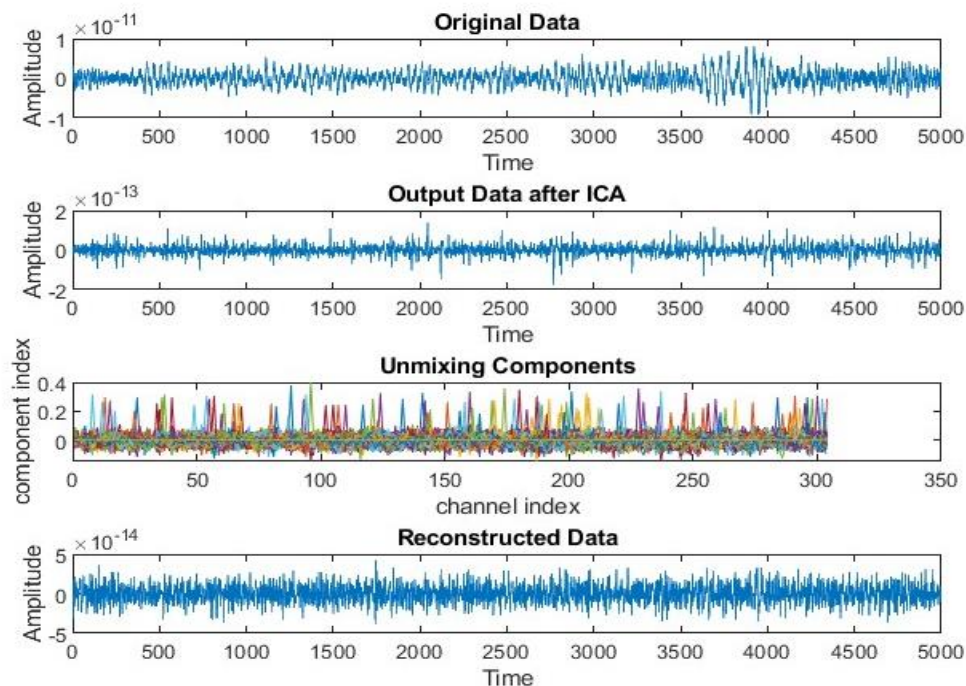 Original Data
× 10^-11
1
0
-1
Amplitude
0 500 1000 1500 2000 2500 3000 3500 4000 4500 5000
Time
Output Data after ICA
× 10^-13
2
0
-2
Amplitude
0 500 1000 1500 2000 2500 3000 3500 4000 4500 5000
Time
Unmixing Components
0.4
0.2
0
component index
0 50 100 150 200 250 300 350
channel index
Reconstructed Data
× 10^-14
5
0
-5
Amplitude
0 500 1000 1500 2000 2500 3000 3500 4000 4500 5000
Time